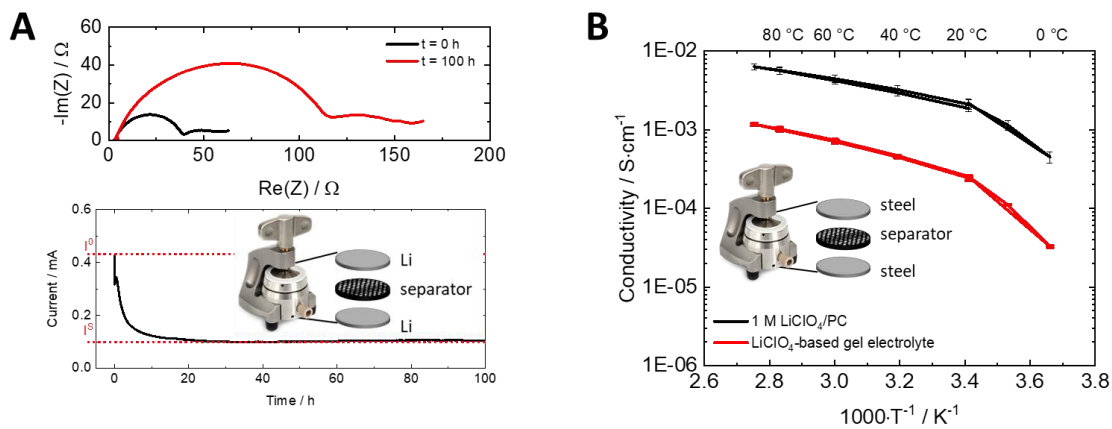 A
-Im(Z) / Ω
60
40
20
0
t = 0 h
t = 100 h
0 50 100 150 200
Re(Z) / Ω
Current / mA
0.6
0.4
0.2
0.0
I⁰
Iˢ
Li
separator
Li
0 20 40 60 80 100
Time / h
B
80 °C 60 °C 40 °C 20 °C 0 °C
Conductivity / S·cm⁻¹
1E-02
1E-03
1E-04
1E-05
1E-06
steel
separator
steel
1 M LiClO₄/PC
LiClO₄-based gel electrolyte
2.6 2.8 3.0 3.2 3.4 3.6 3.8
1000·T⁻¹ / K⁻¹